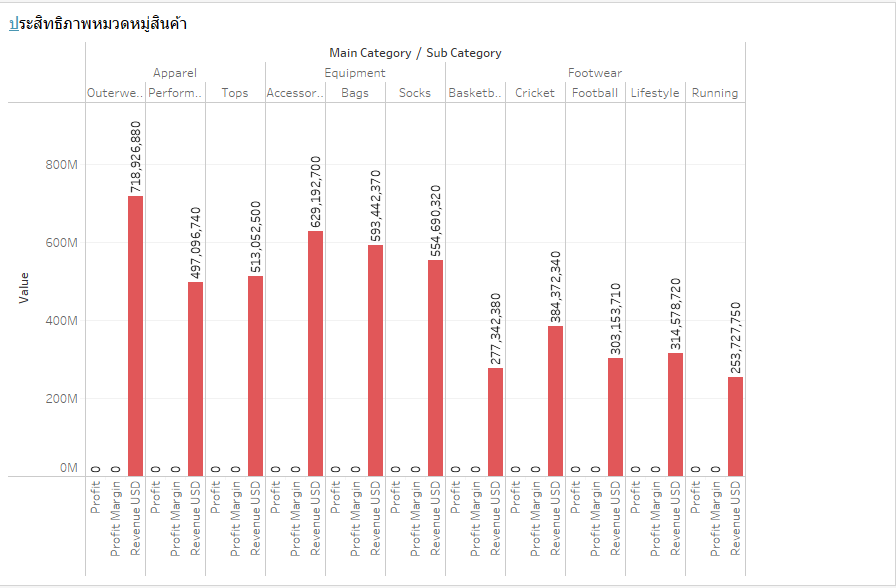 ประสิทธิภาพหมวดหมู่สินค้า
Main Category / Sub Category
Apparel Equipment Footwear
Outerwe.. Perform.. Tops Accessor.. Bags Socks Basketb.. Cricket Football Lifestyle Running
800M
600M
400M
200M
0M
Value
0 0 718,926,880
0 0 497,096,740
0 0 513,052,500
0 0 629,192,700
0 0 593,442,370
0 0 554,690,320
0 0 277,342,380
0 0 384,372,340
0 0 303,153,710
0 0 314,578,720
0 0 253,727,750
Profit Profit Margin Revenue USD
Profit Profit Margin Revenue USD
Profit Profit Margin Revenue USD
Profit Profit Margin Revenue USD
Profit Profit Margin Revenue USD
Profit Profit Margin Revenue USD
Profit Profit Margin Revenue USD
Profit Profit Margin Revenue USD
Profit Profit Margin Revenue USD
Profit Profit Margin Revenue USD
Profit Profit Margin Revenue USD